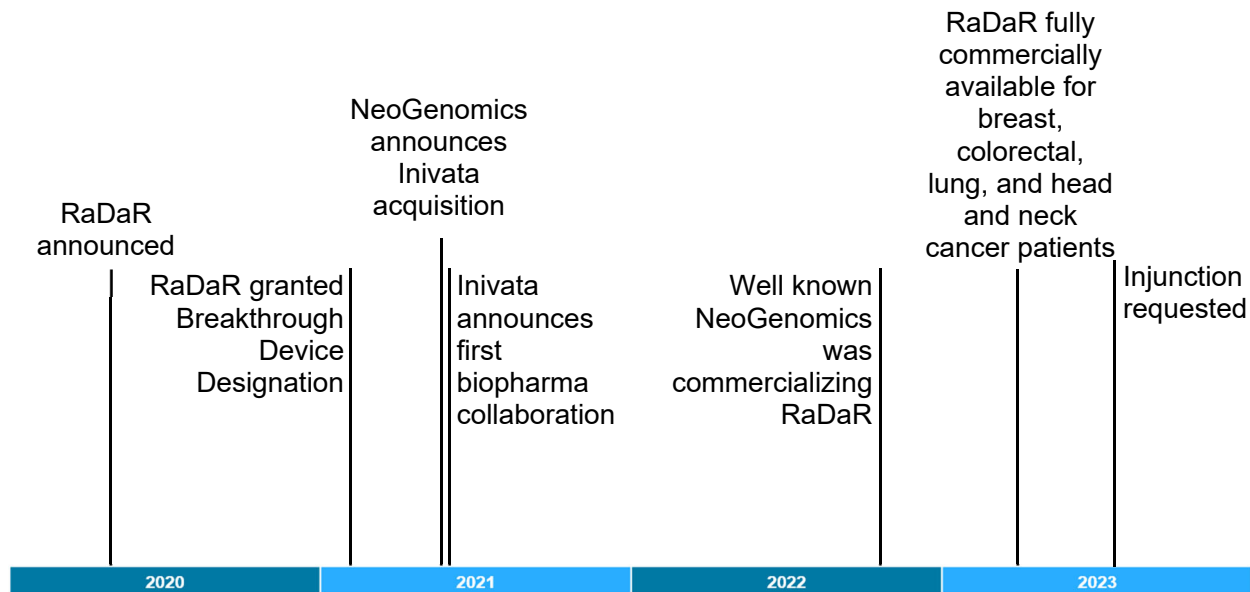 RaDaR
announced
RaDaR granted
Breakthrough
Device
Designation
NeoGenomics
announces
Inivata
acquisition
Inivata
announces
first
biopharma
collaboration
Well known
NeoGenomics
was
commercializing
RaDaR
RaDaR fully
commercially
available for
breast,
colorectal,
lung, and head
and neck
cancer patients
Injunction
requested
2020
2021
2022
2023